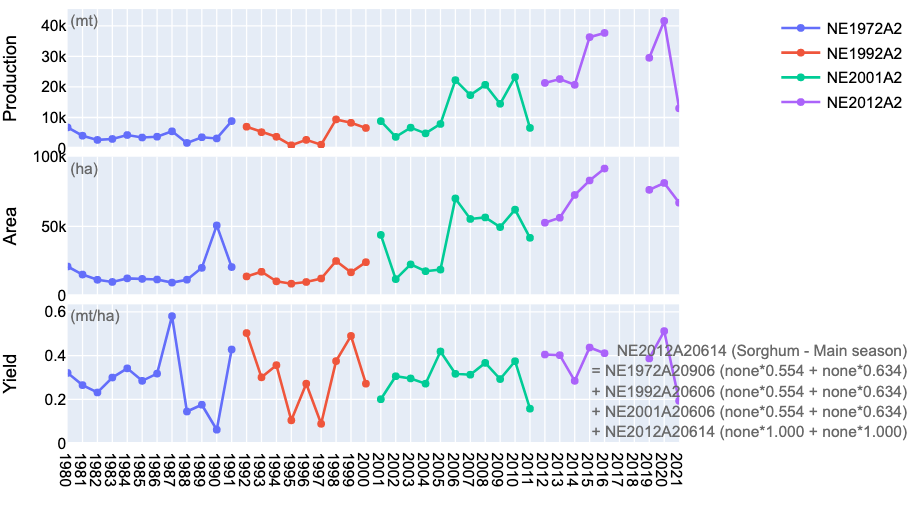 Production
(mt)
40k
30k
20k
10k
0
NE1972A2
NE1992A2
NE2001A2
NE2012A2
Area
(ha)
100k
50k
0
Yield
(mt/ha)
0.6
0.4
0.2
0
NE2012A20614 (Sorghum - Main season)
= NE1972A20906 (none*0.554 + none*0.634)
+ NE1992A20606 (none*0.554 + none*0.634)
+ NE2001A20606 (none*0.554 + none*0.634)
+ NE2012A20614 (none*1.000 + none*1.000)
1980 1981 1982 1983 1984 1985 1986 1987 1988 1989 1990 1991 1992 1993 1994 1995 1996 1997 1998 1999 2000 2001 2002 2003 2004 2005 2006 2007 2008 2009 2010 2011 2012 2013 2014 2015 2016 2019 2020 2021